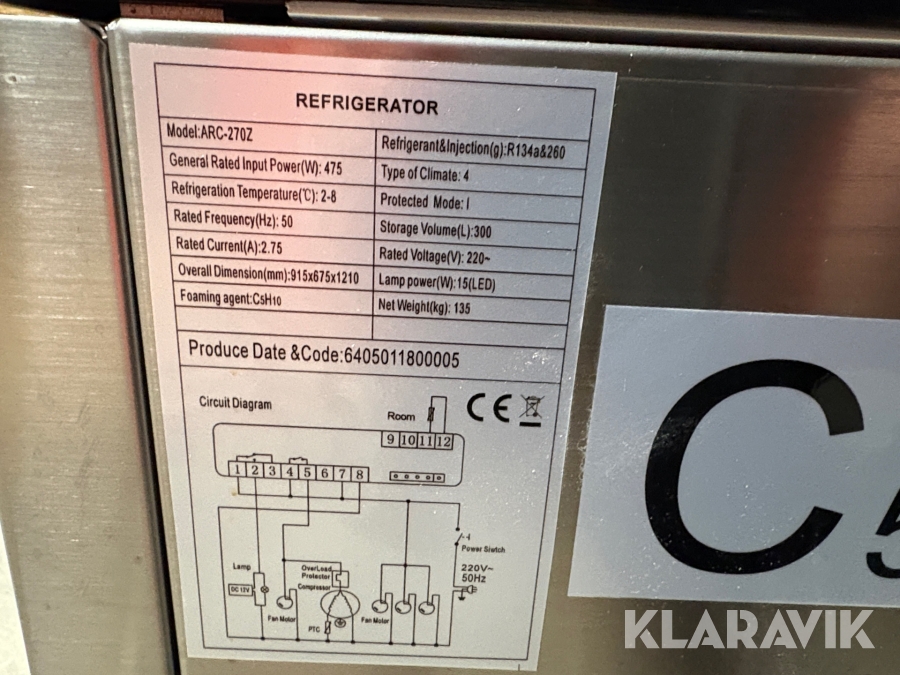 REFRIGERATOR
Model:ARC-270Z
Refrigerant&Injection(g):R134a&260
General Rated Input Power(W): 475
Type of Climate: 4
Refrigeration Temperature(℃): 2-8
Protected Mode: I
Rated Frequency(Hz): 50
Storage Volume(L):300
Rated Current(A):2.75
Rated Voltage(V): 220~
Overall Dimension(mm):915x675x1210
Lamp power(W):15(LED)
Foaming agent:C5H10
Net Weight(kg): 135
Produce Date &Code:6405011800005
Circuit Diagram
CE
Room
9 10 11 12
1 2 3 4 5 6 7 8
Power Siwtch
220V~
50Hz
Lamp
DC 12V
OverLoad
Protector
Compressor
Fan Motor
PTC
Fan Motor
C5
KLARAVIK